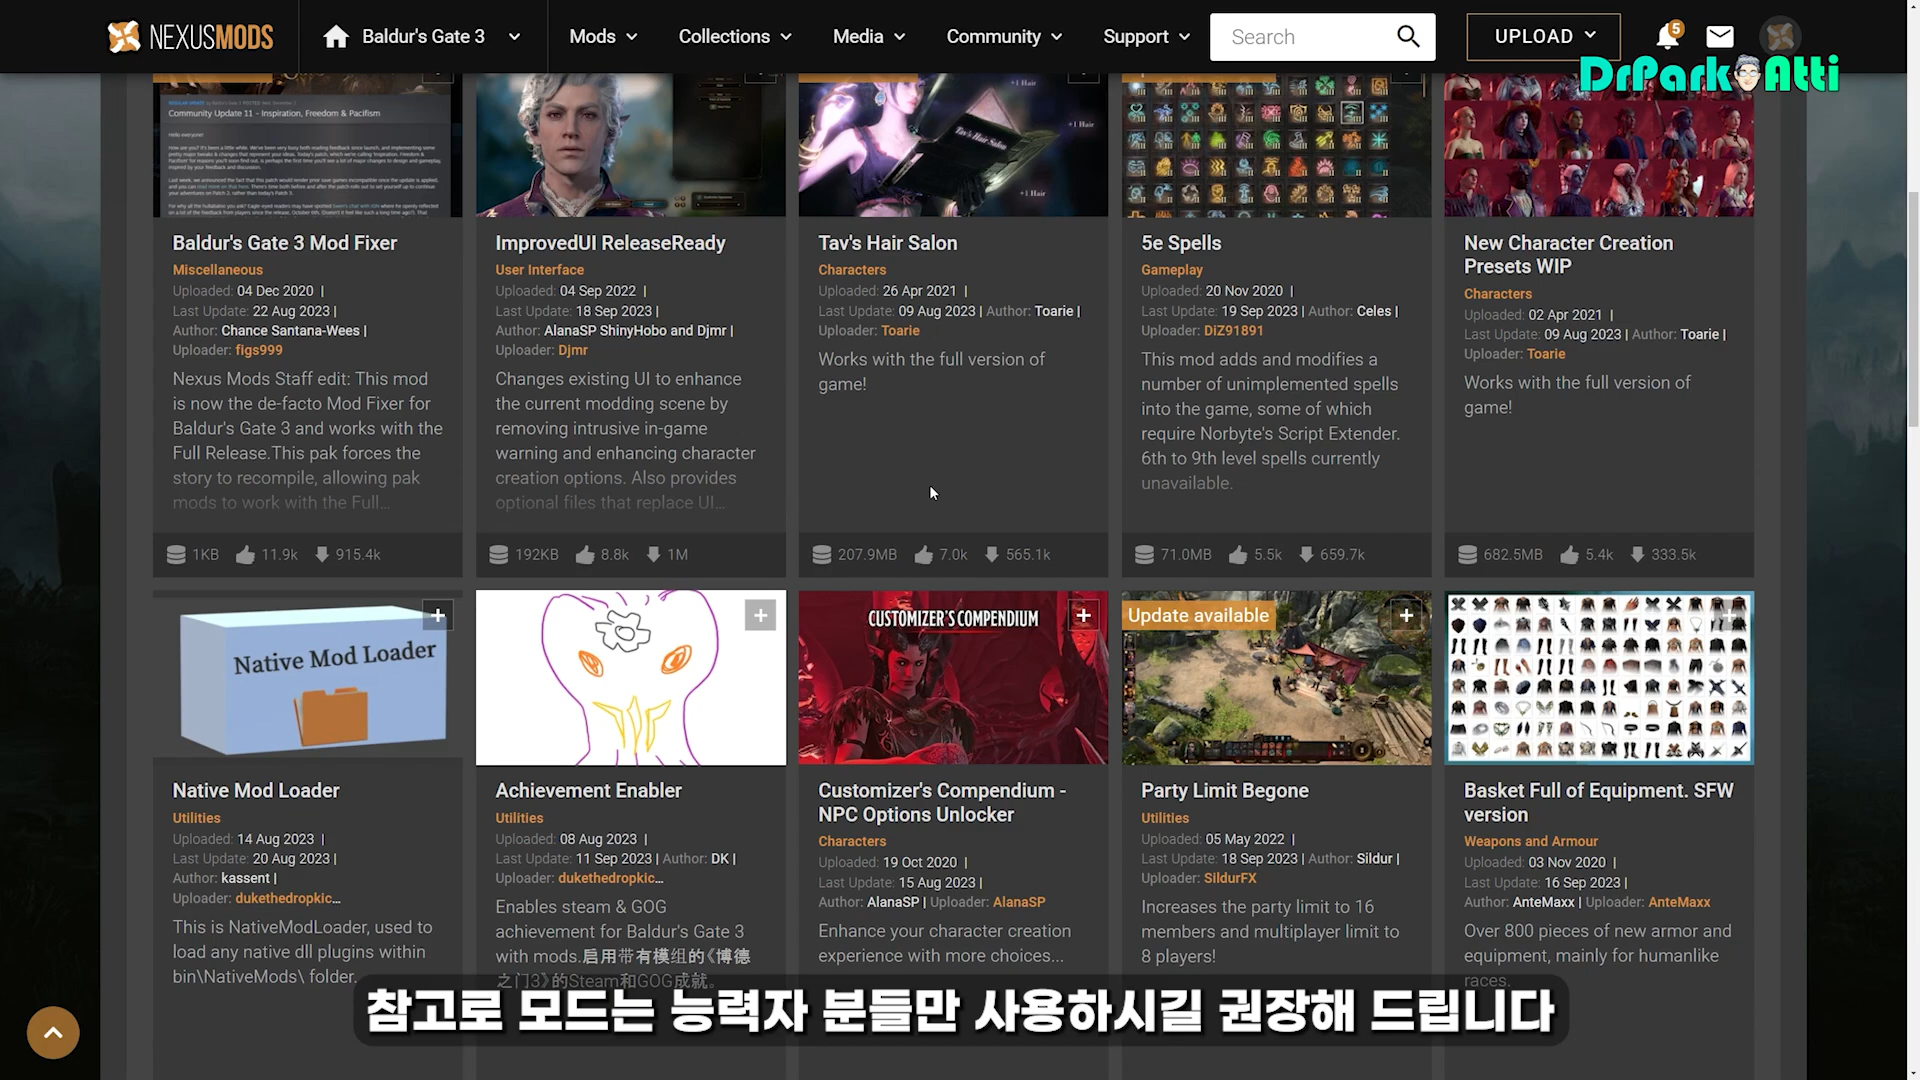 NEXUSMODS
Baldur's Gate 3
Mods
Collections
Media
Community
Support
Search
UPLOAD
5
DrPark Atti
Community Update 11 - Inspiration, Freedom & Pacifism
Tav's Hair Salon
+1 Hair
+1 Hair
+1 Hair
Baldur's Gate 3 Mod Fixer
Miscellaneous
Uploaded: 04 Dec 2020 |
Last Update: 22 Aug 2023 |
Author: Chance Santana-Wees |
Uploader: figs999
Nexus Mods Staff edit: This mod
is now the de-facto Mod Fixer for
Baldur's Gate 3 and works with the
Full Release.This pak forces the
story to recompile, allowing pak
mods to work with the Full...
1KB 11.9k 915.4k
ImprovedUI ReleaseReady
User Interface
Uploaded: 04 Sep 2022 |
Last Update: 18 Sep 2023 |
Author: AlanaSP ShinyHobo and Djmr |
Uploader: Djmr
Changes existing UI to enhance
the current modding scene by
removing intrusive in-game
warning and enhancing character
creation options. Also provides
optional files that replace UI...
192KB 8.8k 1M
Tav's Hair Salon
Characters
Uploaded: 26 Apr 2021 |
Last Update: 09 Aug 2023 | Author: Toarie |
Uploader: Toarie
Works with the full version of
game!
207.9MB 7.0k 565.1k
5e Spells
Gameplay
Uploaded: 20 Nov 2020 |
Last Update: 19 Sep 2023 | Author: Celes |
Uploader: DiZ91891
This mod adds and modifies a
number of unimplemented spells
into the game, some of which
require Norbyte's Script Extender.
6th to 9th level spells currently
unavailable.
71.0MB 5.5k 659.7k
New Character Creation
Presets WIP
Characters
Uploaded: 02 Apr 2021 |
Last Update: 09 Aug 2023 | Author: Toarie |
Uploader: Toarie
Works with the full version of
game!
682.5MB 5.4k 333.5k
Native Mod Loader
CUSTOMIZER'S COMPENDIUM
Update available
Native Mod Loader
Utilities
Uploaded: 14 Aug 2023 |
Last Update: 20 Aug 2023 |
Author: kassent |
Uploader: dukethedropkic...
This is NativeModLoader, used to
load any native dll plugins within
bin\NativeMods\ folder.
Achievement Enabler
Utilities
Uploaded: 08 Aug 2023 |
Last Update: 11 Sep 2023 | Author: DK |
Uploader: dukethedropkic...
Enables steam & GOG
achievement for Baldur's Gate 3
with mods.启用带有模组的《博德
之门3》的Steam和GOG成就。
Customizer's Compendium -
NPC Options Unlocker
Characters
Uploaded: 19 Oct 2020 |
Last Update: 15 Aug 2023 |
Author: AlanaSP | Uploader: AlanaSP
Enhance your character creation
experience with more choices...
Party Limit Begone
Utilities
Uploaded: 05 May 2022 |
Last Update: 18 Sep 2023 | Author: Sildur |
Uploader: SildurFX
Increases the party limit to 16
members and multiplayer limit to
8 players!
Basket Full of Equipment. SFW
version
Weapons and Armour
Uploaded: 03 Nov 2020 |
Last Update: 16 Sep 2023 |
Author: AnteMaxx | Uploader: AnteMaxx
Over 800 pieces of new armor and
equipment, mainly for humanlike
races.
참고로 모드는 능력자 분들만 사용하시길 권장해 드립니다